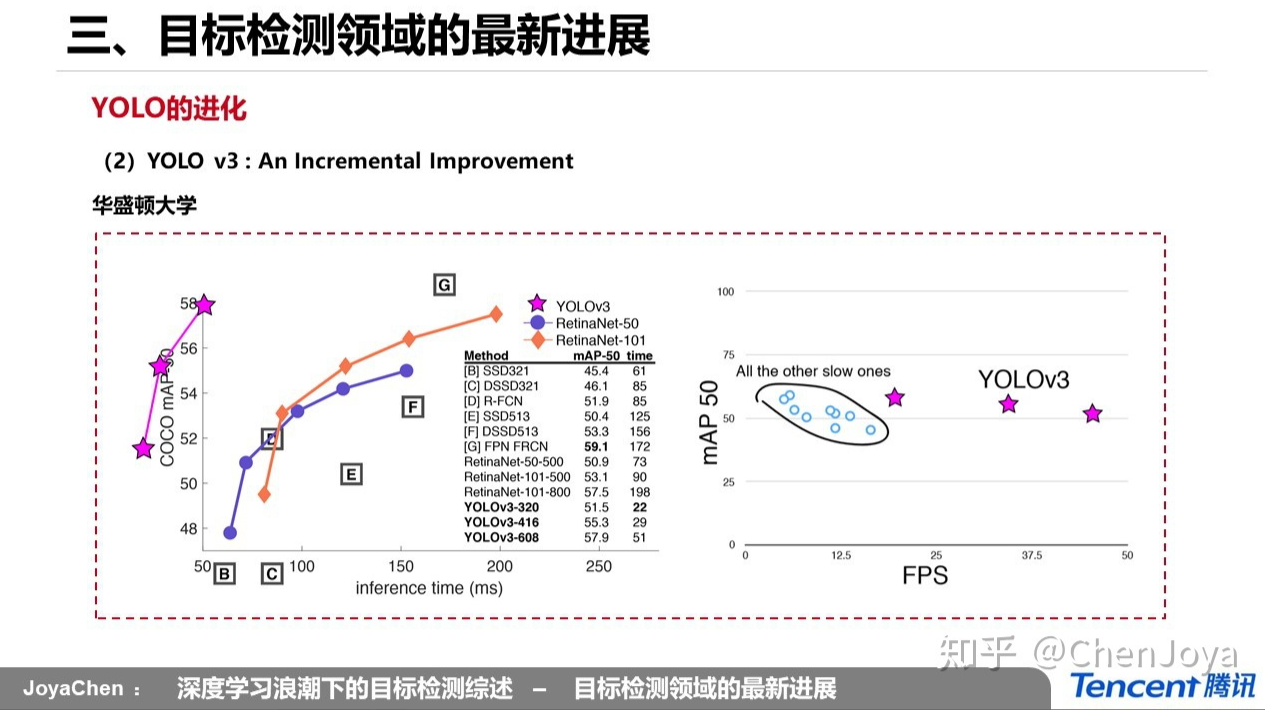 三、目标检测领域的最新进展
YOLO的进化
（2）YOLO v3 : An Incremental Improvement
华盛顿大学
COCO mAP-50
58
56
54
52
50
48
50
100
150
200
250
inference time (ms)
B
C
D
E
F
G
YOLOv3
RetinaNet-50
RetinaNet-101
Method mAP-50 time
[B] SSD321 45.4 61
[C] DSSD321 46.1 85
[D] R-FCN 51.9 85
[E] SSD513 50.4 125
[F] DSSD513 53.3 156
[G] FPN FRCN 59.1 172
RetinaNet-50-500 50.9 73
RetinaNet-101-500 53.1 90
RetinaNet-101-800 57.5 198
YOLOv3-320 51.5 22
YOLOv3-416 55.3 29
YOLOv3-608 57.9 51
mAP 50
100
75
50
25
0
All the other slow ones
YOLOv3
0 12.5 25 37.5 50
FPS
知乎 @ChenJoya
JoyaChen ： 深度学习浪潮下的目标检测综述 – 目标检测领域的最新进展
Tencent 腾讯